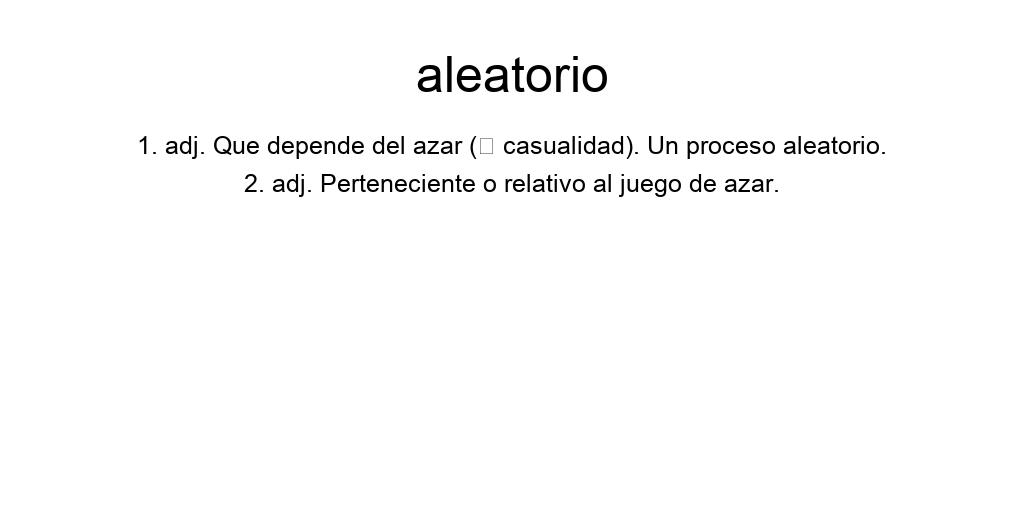 aleatorio
1. adj. Que depende del azar (□ casualidad). Un proceso aleatorio.
2. adj. Perteneciente o relativo al juego de azar.